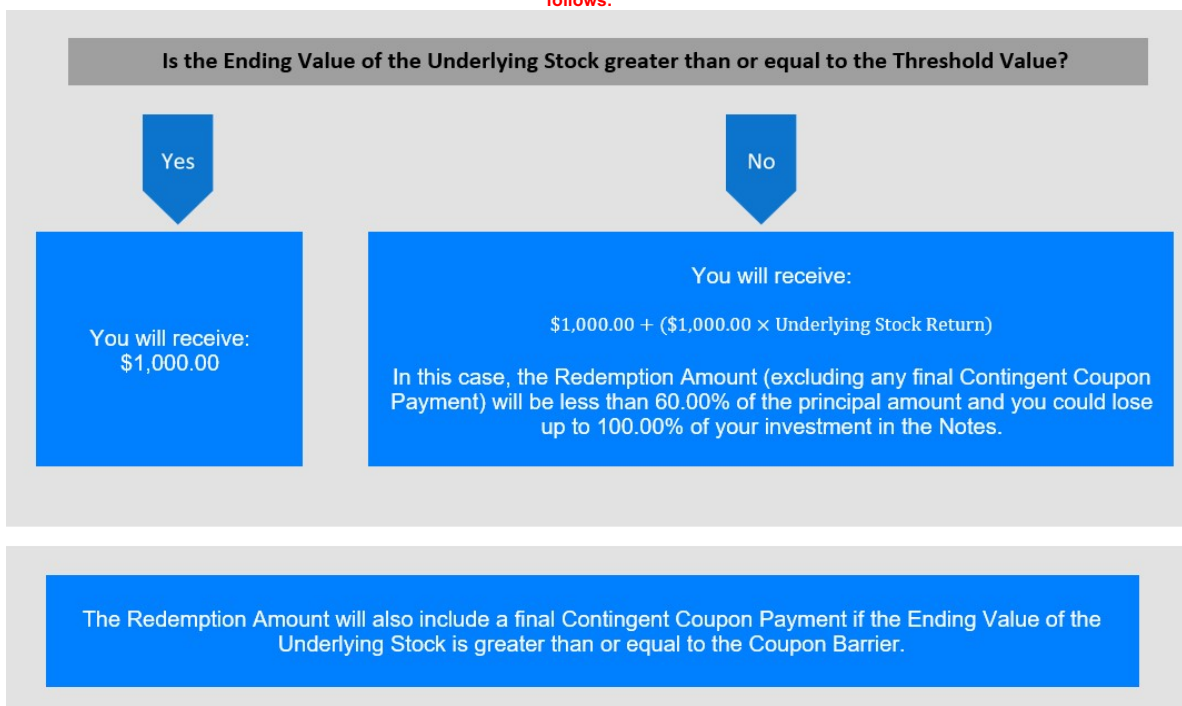 follows:
Is the Ending Value of the Underlying Stock greater than or equal to the Threshold Value?
Yes
No
You will receive:
$1,000.00
You will receive:
$1,000.00 + ($1,000.00 × Underlying Stock Return)
In this case, the Redemption Amount (excluding any final Contingent Coupon
Payment) will be less than 60.00% of the principal amount and you could lose
up to 100.00% of your investment in the Notes.
The Redemption Amount will also include a final Contingent Coupon Payment if the Ending Value of the
Underlying Stock is greater than or equal to the Coupon Barrier.